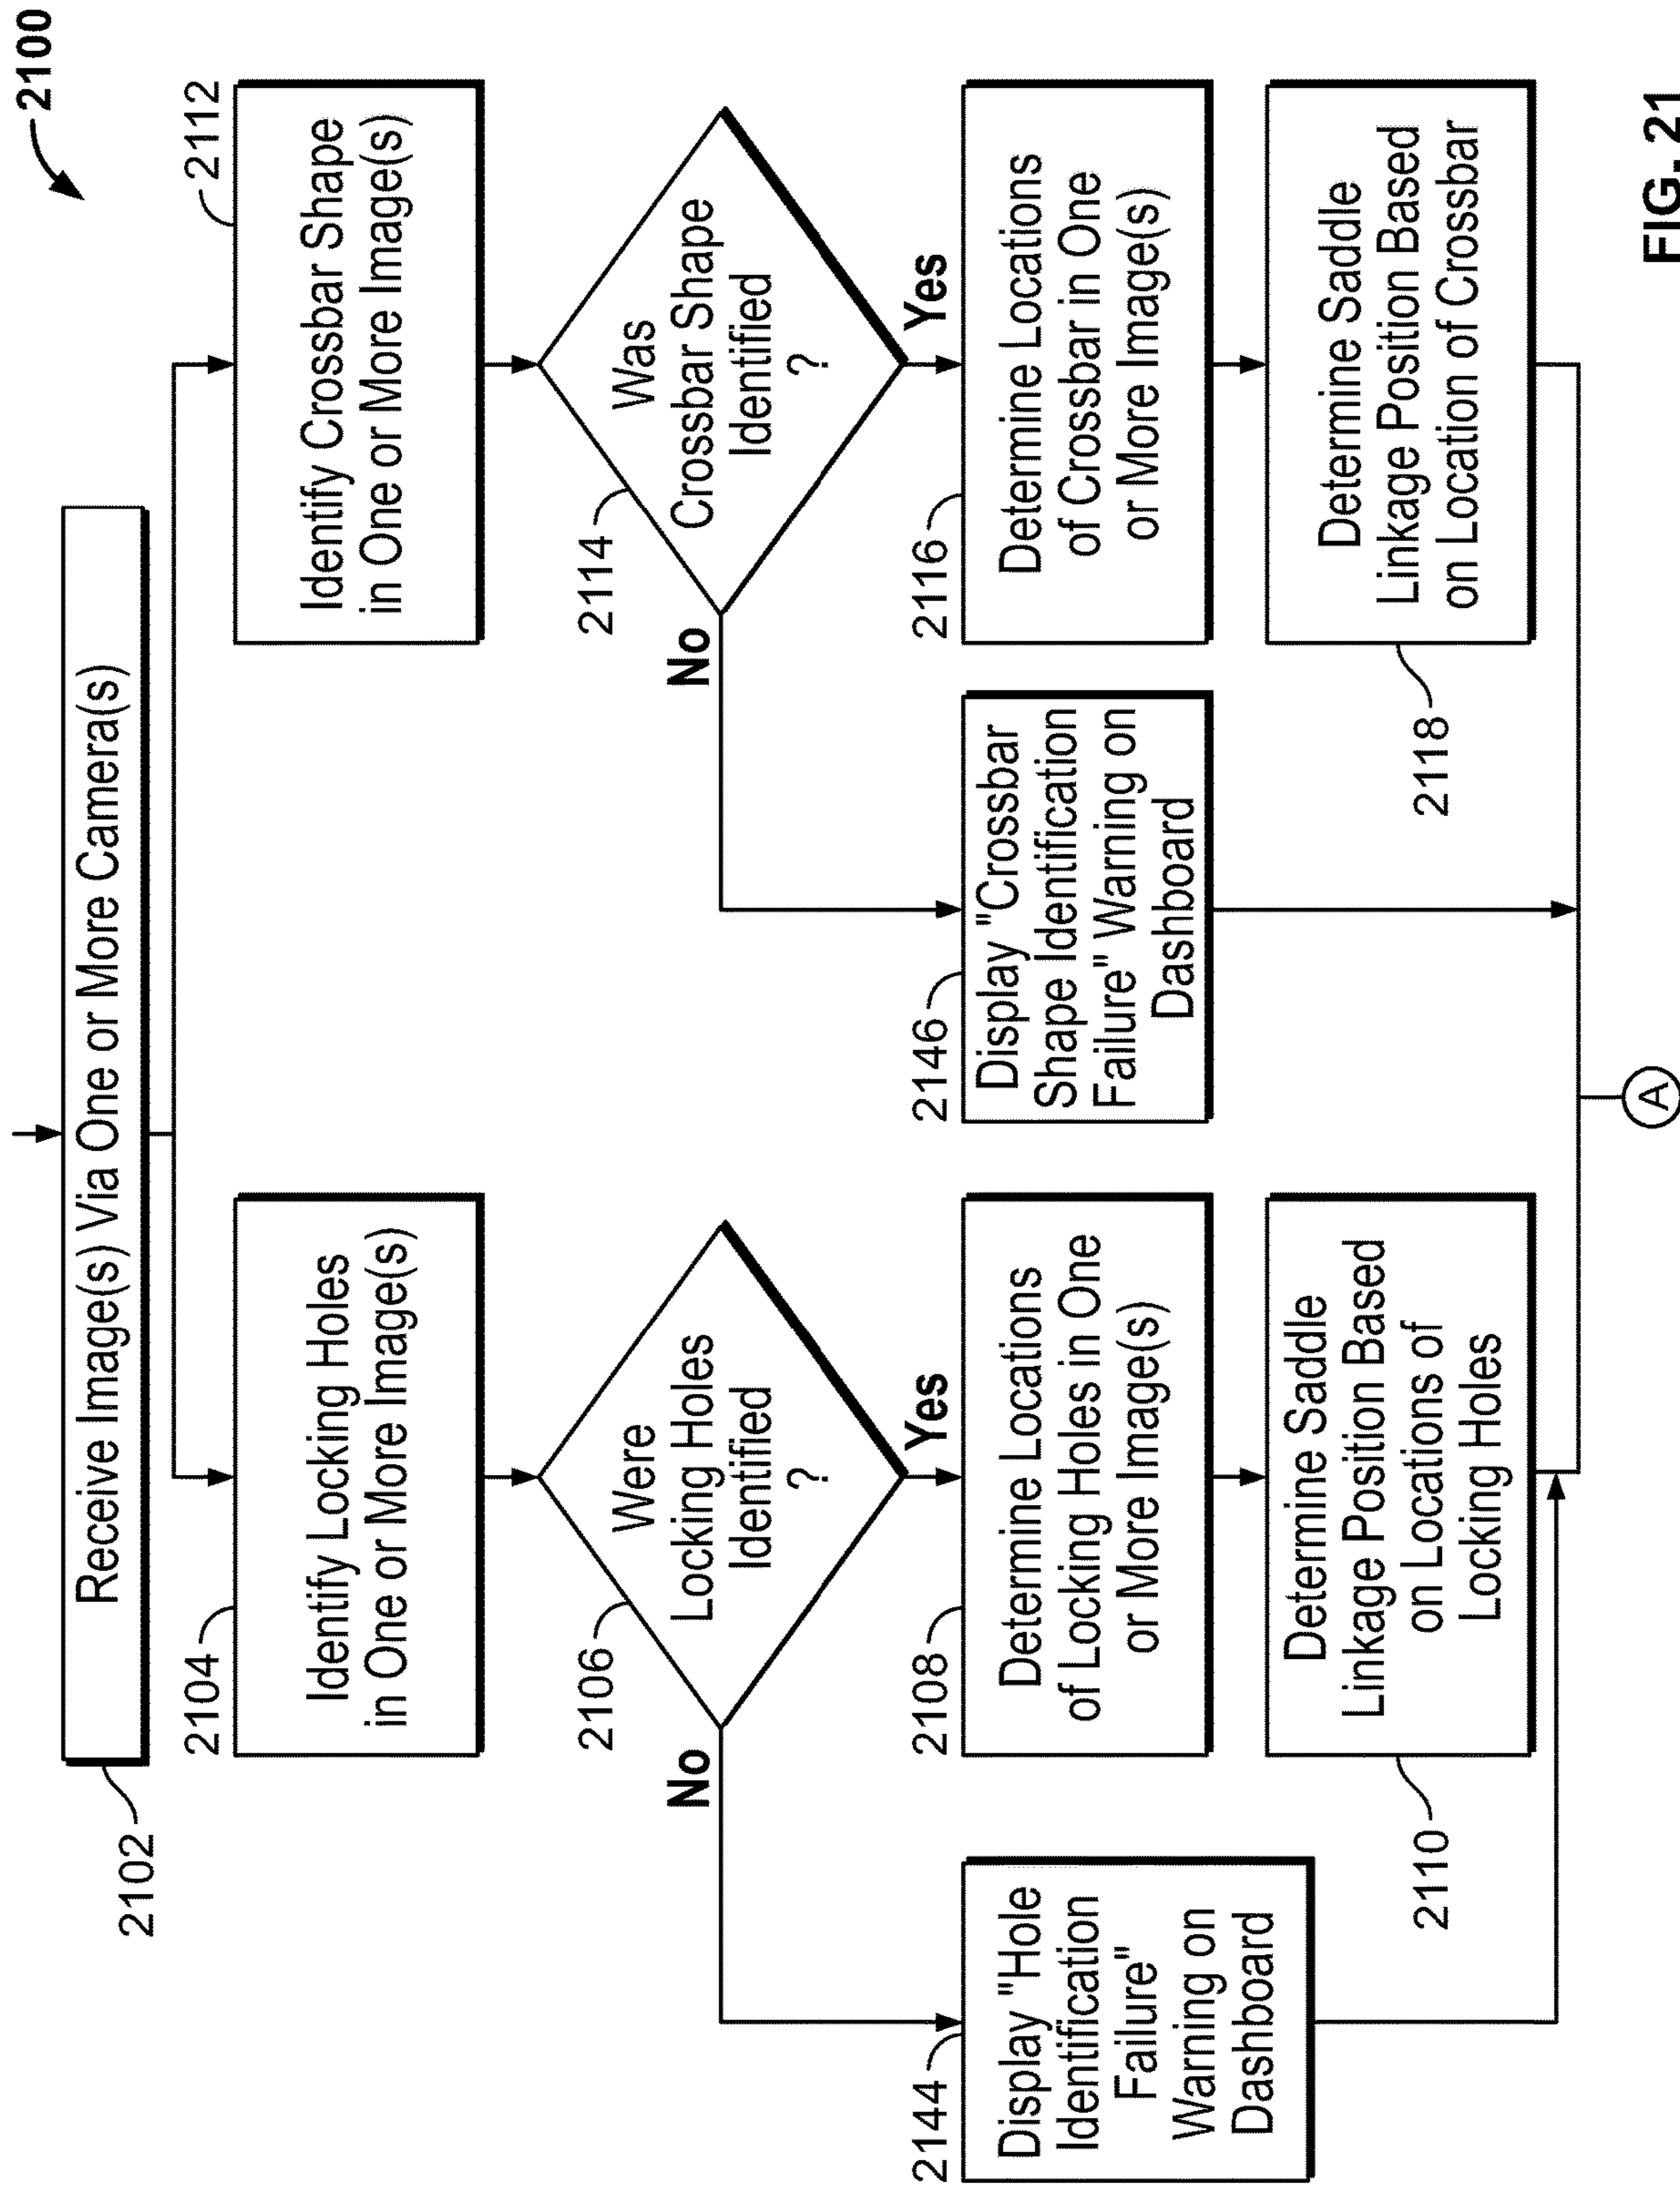 2100
Receive Image(s) Via One or More Camera(s)
2102
2104
Identify Locking Holes
in One or More Images(s)
2112
Identify Crossbar Shape
in One or More Image(s)
2106
Were
Locking Holes
Identified
?
No
Yes
2114
Was
Crossbar Shape
Identified
?
No
Yes
2144
Display "Hole
Identification
Failure"
Warning on
Dashboard
2108
Determine Locations
of Locking Holes in One
or More Image(s)
2146
Display "Crossbar
Shape Identification
Failure" Warning on
Dashboard
2116
Determine Locations
of Crossbar in One
or More Image(s)
2110
Determine Saddle
Linkage Position Based
on Locations of
Locking Holes
2118
Determine Saddle
Linkage Position Based
on Location of Crossbar
A
FIG. 21